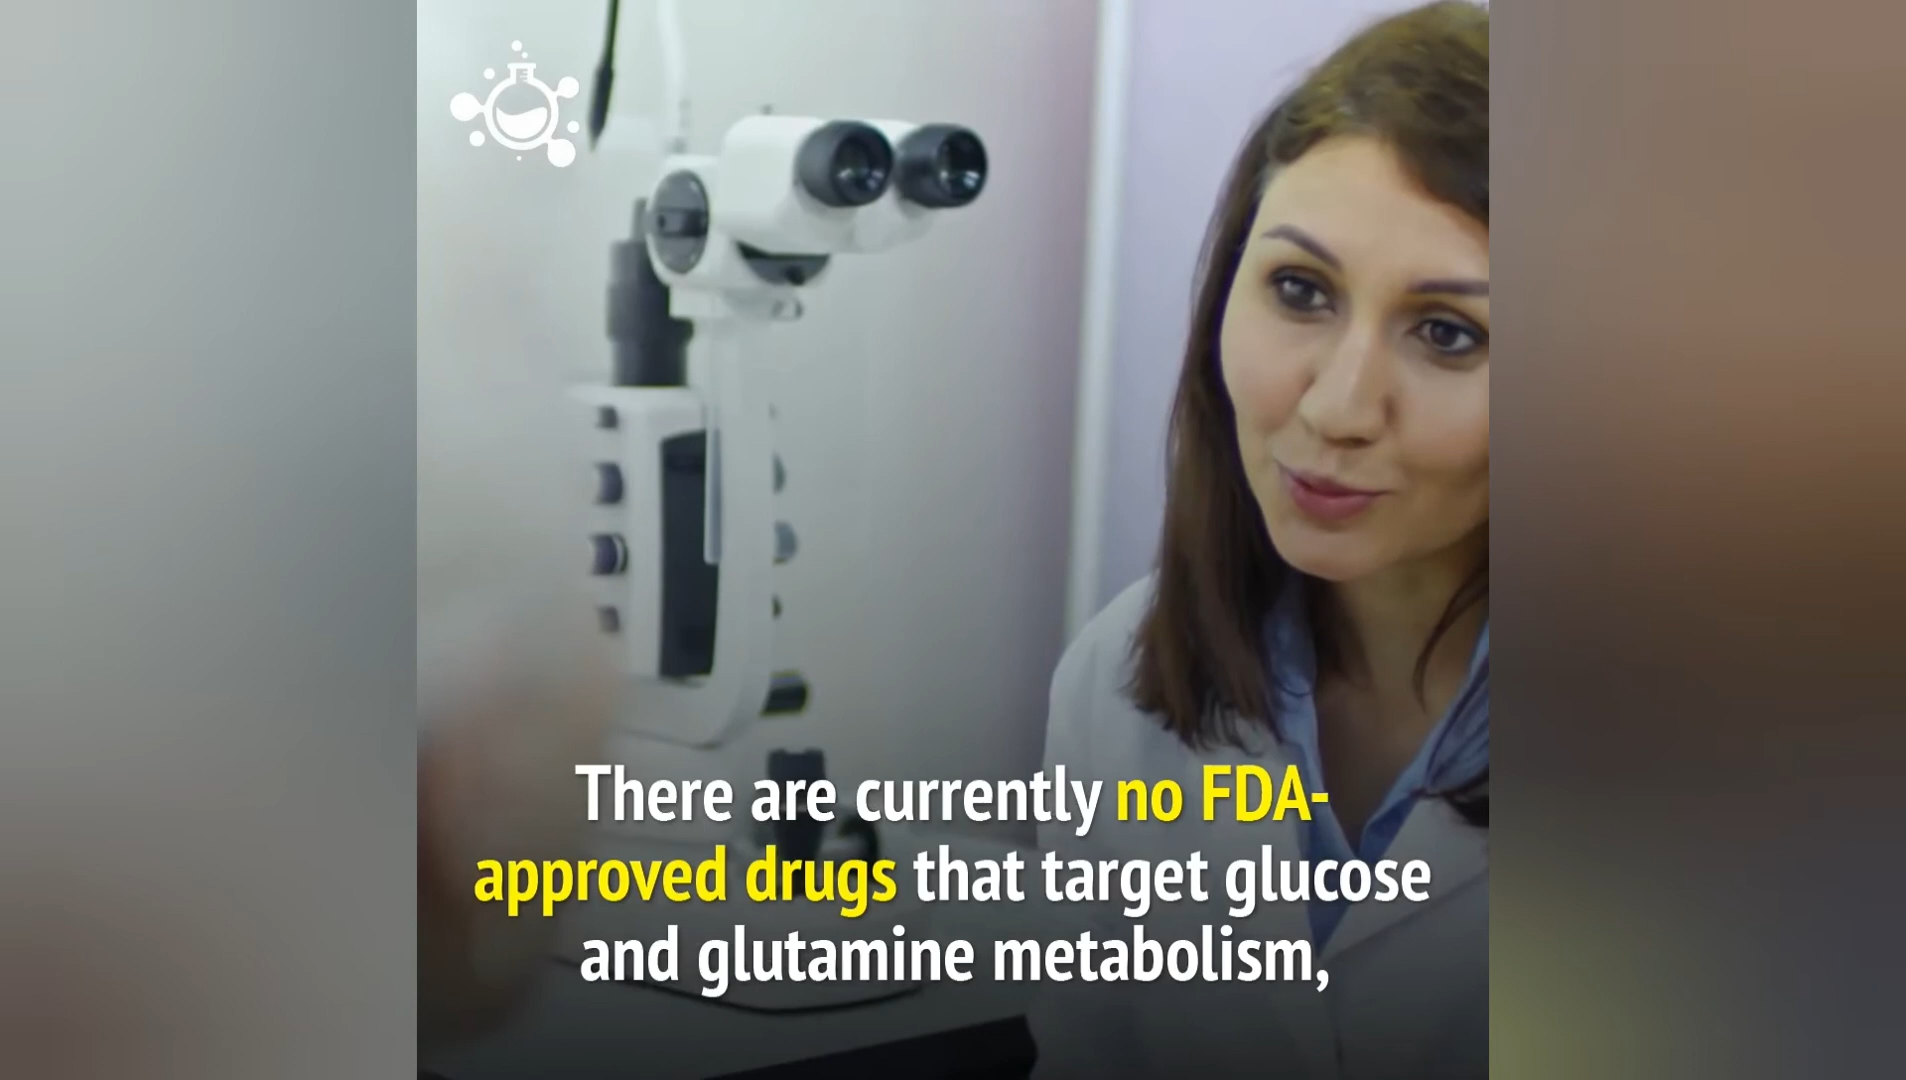 There are currently no FDA-
approved drugs that target glucose
and glutamine metabolism,